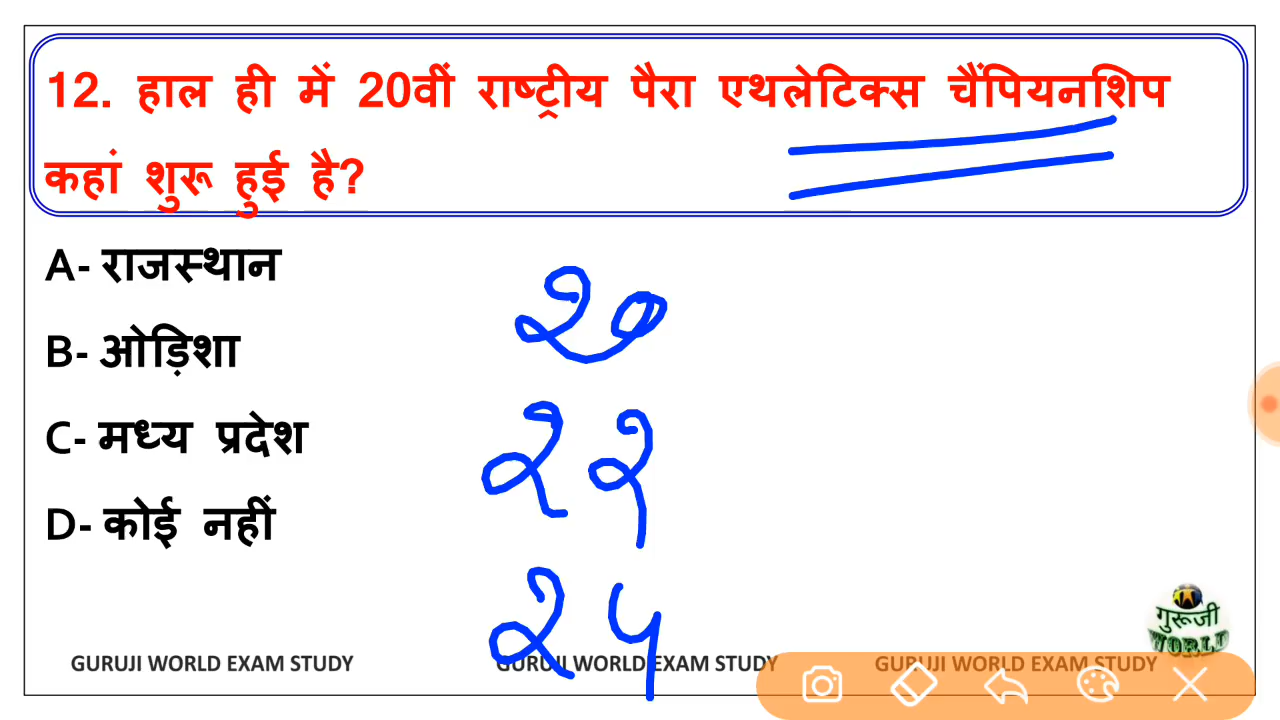 12. हाल ही में 20वीं राष्ट्रीय पैरा एथलेटिक्स चैंपियनशिप
कहां शुरू हुई है?
A- राजस्थान
B- ओड़िशा
C- मध्य प्रदेश
D- कोई नहीं
२०
२२
२५
गुरूजी
WORLD
GURUJI WORLD EXAM STUDY
GURUJI WORLD EXAM STUDY
GURUJI WORLD EXAM STUDY